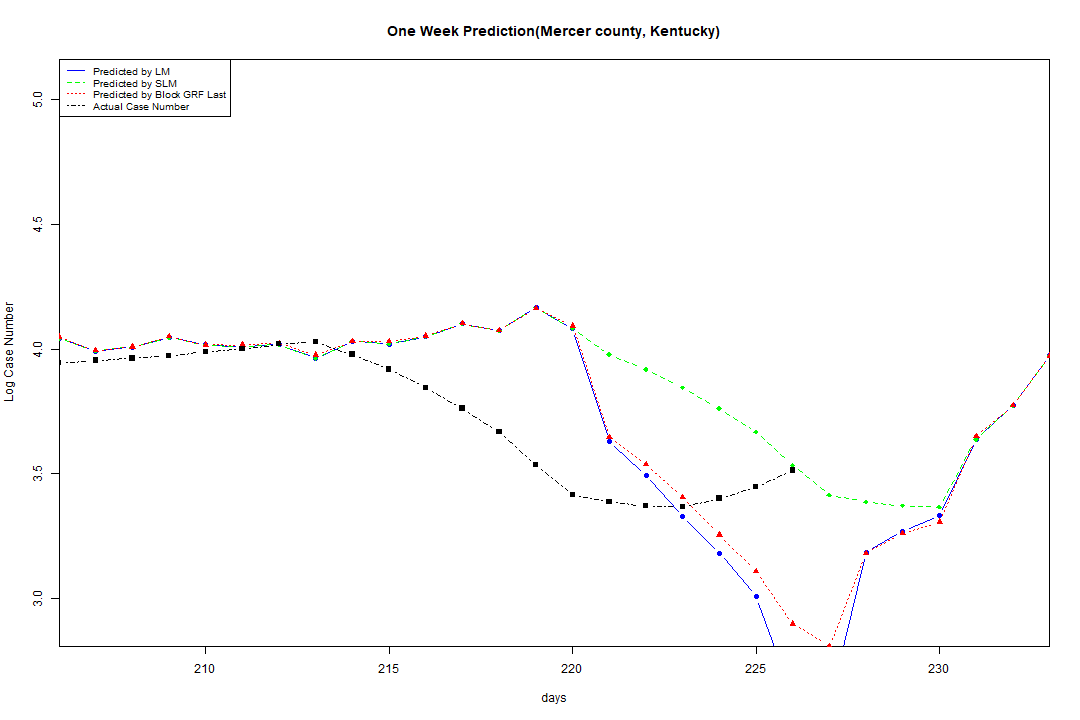 One Week Prediction(Mercer county, Kentucky)
Predicted by LM
Predicted by SLM
Predicted by Block GRF Last
Actual Case Number
5.0
4.5
4.0
3.5
3.0
Log Case Number
210 215 220 225 230
days